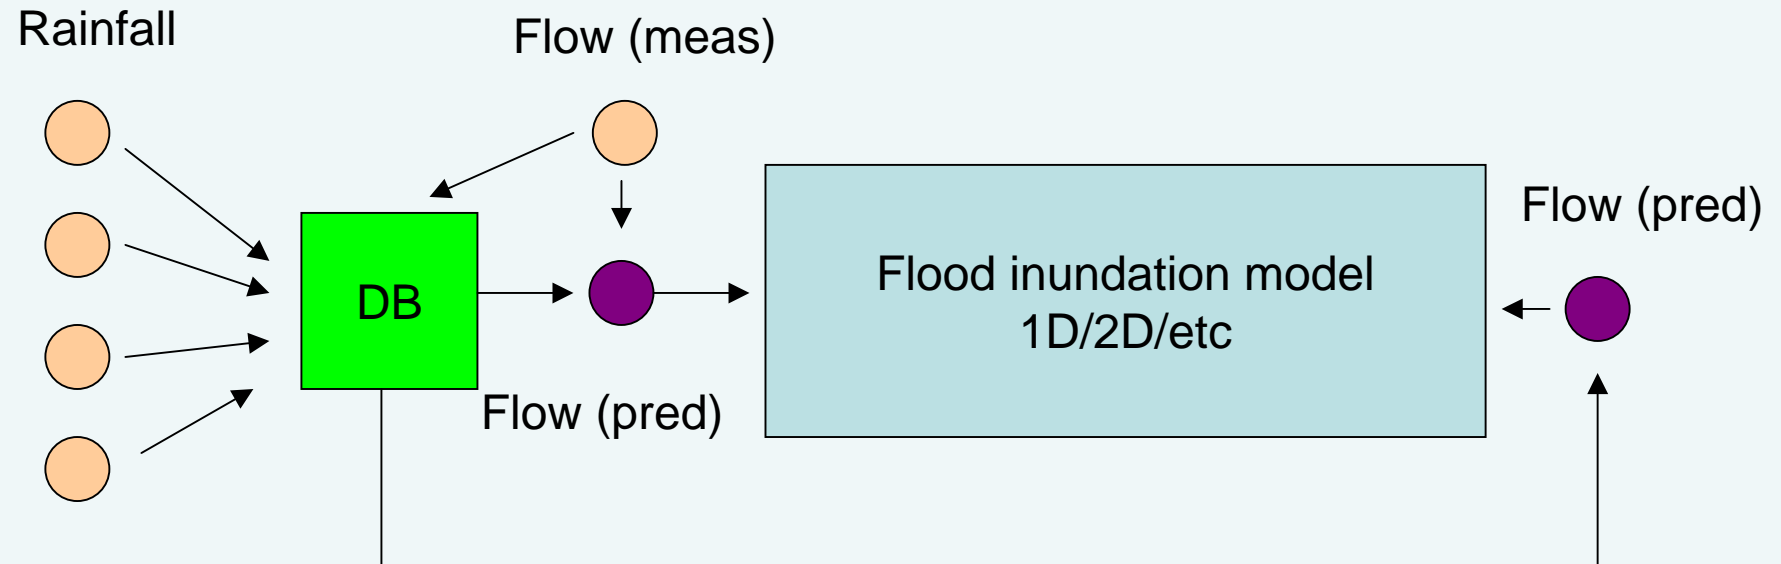 Rainfall
Flow (meas)
Flow (pred)
DB
Flood inundation model
1D/2D/etc
Flow (pred)